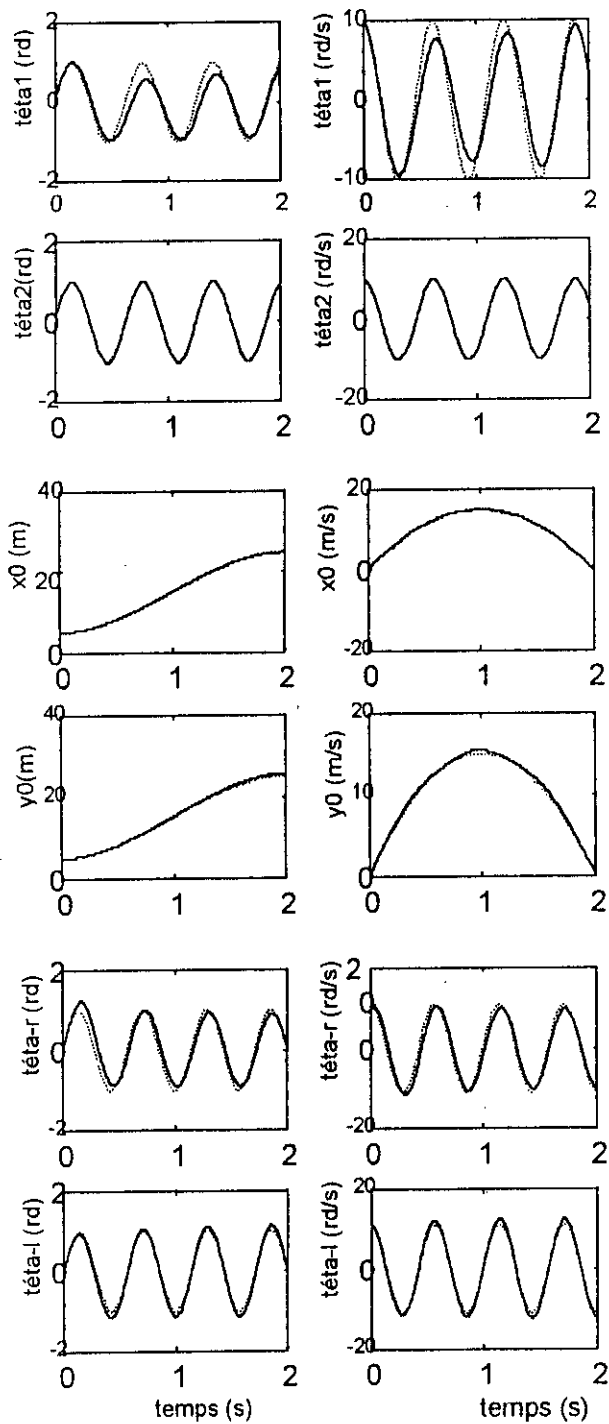 2 10
téta1 (rd) 0 téta1 (rd/s) 0
-2 -10
0 1 2 0 1 2
2 20
téta2(rd) 0 téta2 (rd/s) 0
-2 -20
0 1 2 0 1 2
40 20
x0 (m) 20 x0 (m/s) 0
0 -20
0 1 2 0 1 2
40 20
y0(m) 20 y0 (m/s) 10
0 0
0 1 2 0 1 2
2 2
0
téta-r (rd) 0 téta-r (rd/s) 0
-2 -20
0 1 2 0 1 2
2 20
téta-l (rd) 0 téta-l (rd/s) 0
-2 -20
0 1 2 0 1 2
temps (s) temps (s)